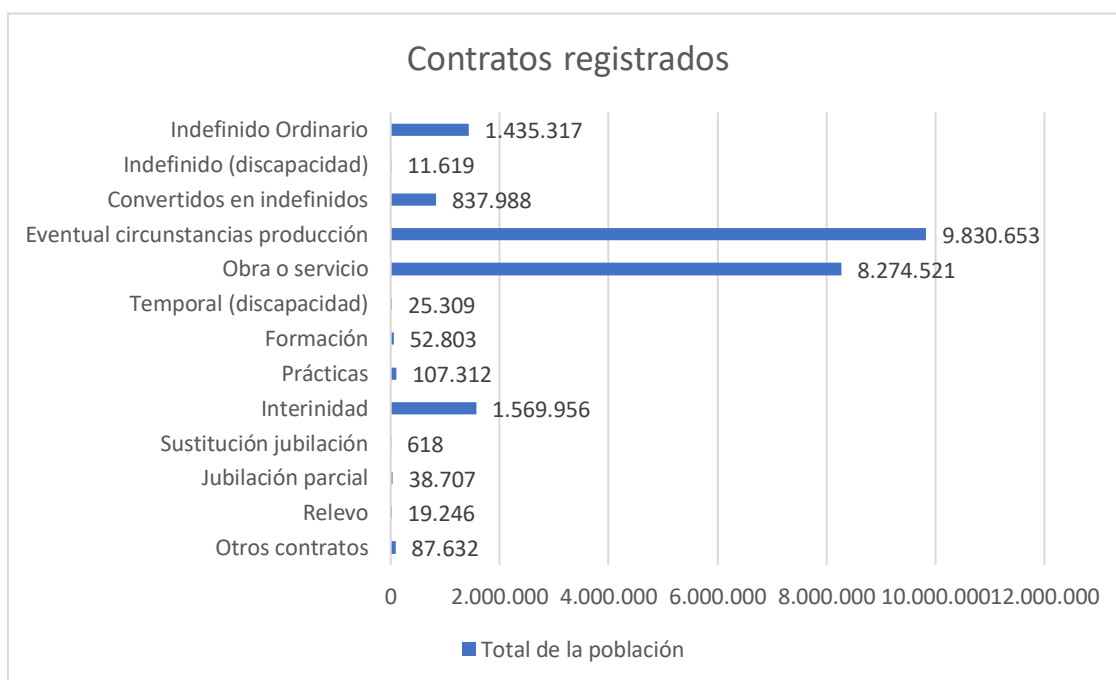 Contratos registrados
Indefinido Ordinario 1.435.317
Indefinido (discapacidad) 11.619
Convertidos en indefinidos 837.988
Eventual circunstancias producción 9.830.653
Obra o servicio 8.274.521
Temporal (discapacidad) 25.309
Formación 52.803
Prácticas 107.312
Interinidad 1.569.956
Sustitución jubilación 618
Jubilación parcial 38.707
Relevo 19.246
Otros contratos 87.632
0 2.000.000 4.000.000 6.000.000 8.000.000 10.000.000 12.000.000
Total de la población